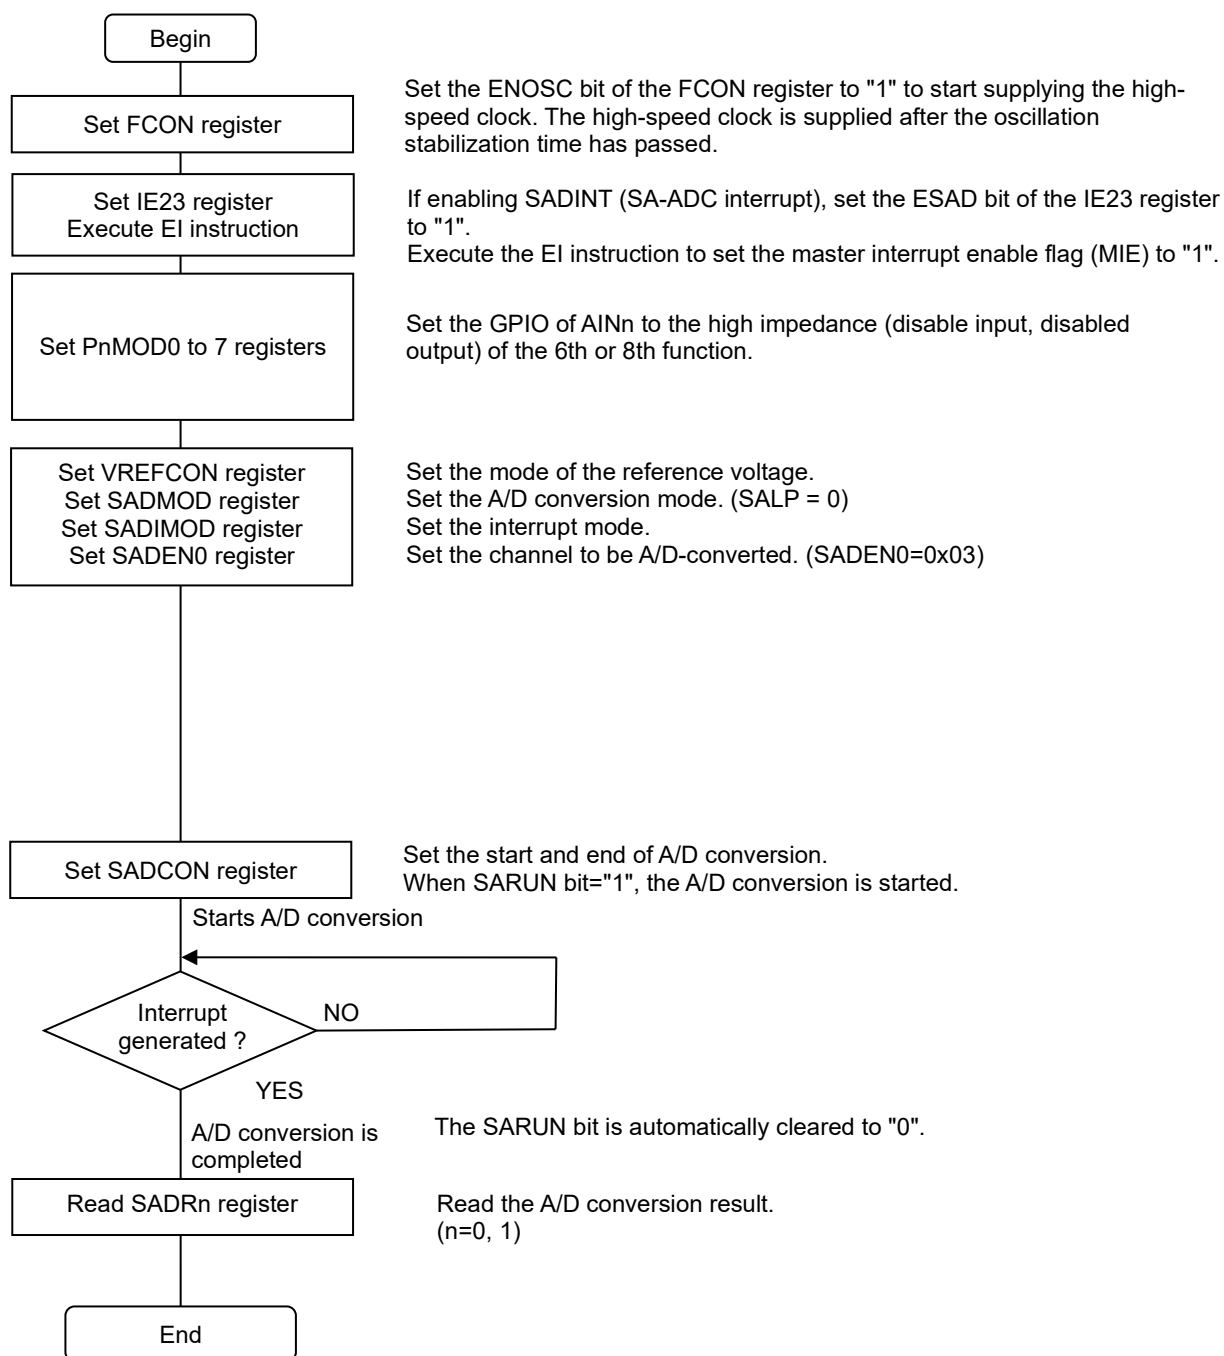 Begin
Set FCON register
Set the ENOSC bit of the FCON register to "1" to start supplying the high-
speed clock. The high-speed clock is supplied after the oscillation
stabilization time has passed.
Set IE23 register
Execute EI instruction
If enabling SADINT (SA-ADC interrupt), set the ESAD bit of the IE23 register
to "1".
Execute the EI instruction to set the master interrupt enable flag (MIE) to "1".
Set PnMOD0 to 7 registers
Set the GPIO of AINn to the high impedance (disable input, disabled
output) of the 6th or 8th function.
Set VREFCON register
Set SADMOD register
Set SADIMOD register
Set SADEN0 register
Set the mode of the reference voltage.
Set the A/D conversion mode. (SALP = 0)
Set the interrupt mode.
Set the channel to be A/D-converted. (SADEN0=0x03)
Set SADCON register
Set the start and end of A/D conversion.
When SARUN bit="1", the A/D conversion is started.
Starts A/D conversion
Interrupt
generated ?
NO
YES
A/D conversion is
completed
The SARUN bit is automatically cleared to "0".
Read SADRn register
Read the A/D conversion result.
(n=0, 1)
End